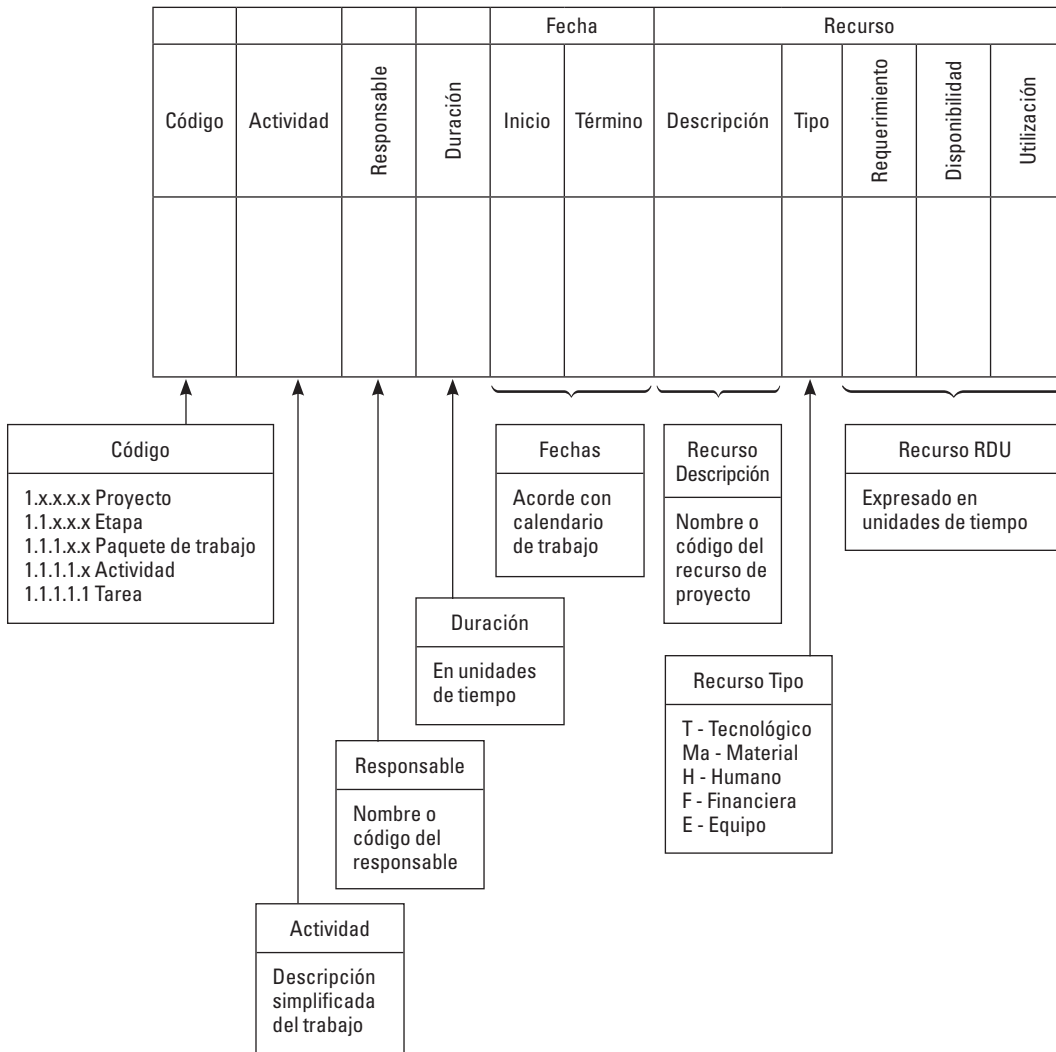 Fecha
Recurso
Código
Actividad
Responsable
Duración
Inicio
Término
Descripción
Tipo
Requerimiento
Disponibilidad
Utilización
Código
1.x.x.x.x Proyecto
1.1.x.x.x Etapa
1.1.1.x.x Paquete de trabajo
1.1.1.1.x Actividad
1.1.1.1.1 Tarea
Fechas
Acorde con
calendario
de trabajo
Recurso
Descripción
Nombre o
código del
recurso de
proyecto
Recurso RDU
Expresado en
unidades de tiempo
Duración
En unidades
de tiempo
Recurso Tipo
T - Tecnológico
Ma - Material
H - Humano
F - Financiera
E - Equipo
Responsable
Nombre o
código del
responsable
Actividad
Descripción
simplificada
del trabajo